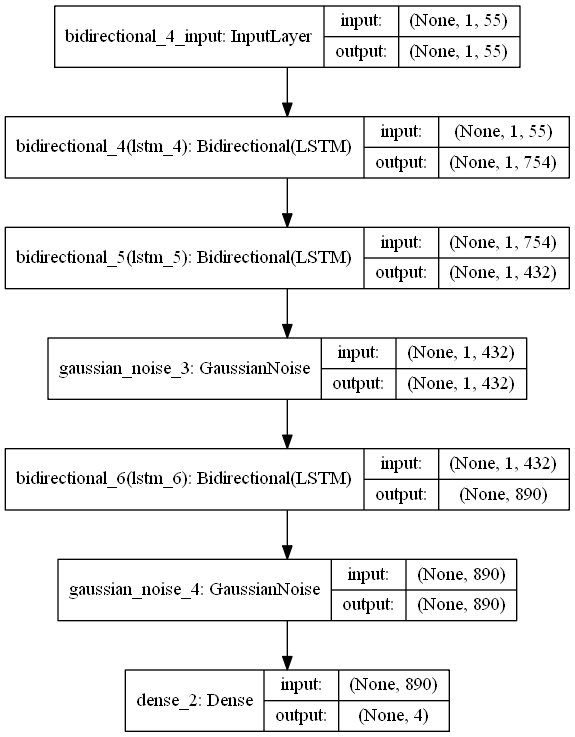 bidirectional_4_input: InputLayer
input: (None, 1, 55)
output: (None, 1, 55)
bidirectional_4(lstm_4): Bidirectional(LSTM)
input: (None, 1, 55)
output: (None, 1, 754)
bidirectional_5(lstm_5): Bidirectional(LSTM)
input: (None, 1, 754)
output: (None, 1, 432)
gaussian_noise_3: GaussianNoise
input: (None, 1, 432)
output: (None, 1, 432)
bidirectional_6(lstm_6): Bidirectional(LSTM)
input: (None, 1, 432)
output: (None, 890)
gaussian_noise_4: GaussianNoise
input: (None, 890)
output: (None, 890)
dense_2: Dense
input: (None, 890)
output: (None, 4)